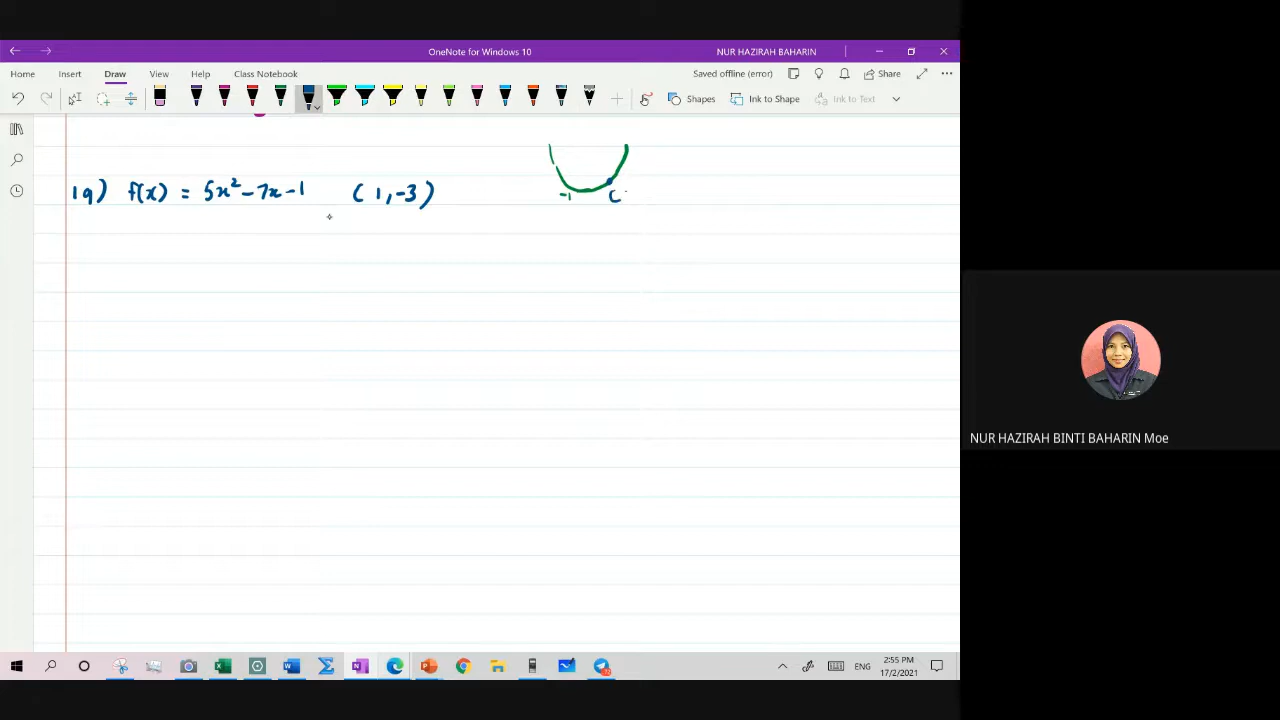 OneNote for Windows 10
NUR HAZIRAH BAHARIN
Home Insert Draw View Help Class Notebook
Saved offline (error)
Share
Shapes
Ink to Shape
Ink to Text
19) f(x) = 5x² - 7x - 1 (1, -3)
-1 (
NUR HAZIRAH BINTI BAHARIN Moe
ENG
2:55 PM
17/2/2021